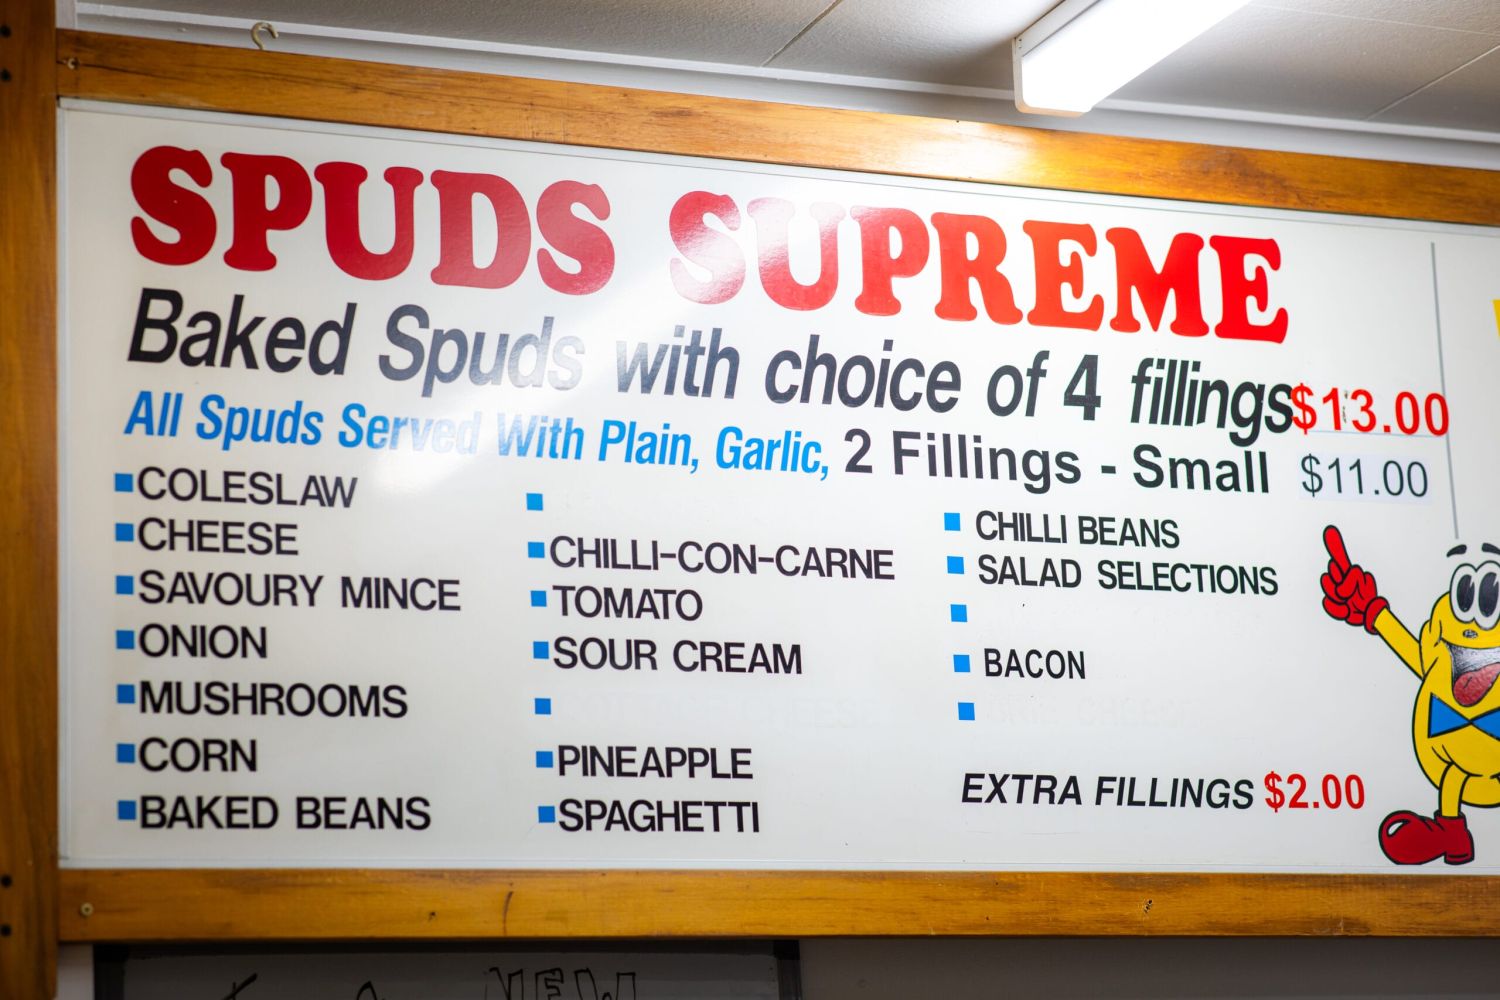 SPUDS SUPREME
Baked Spuds with choice of 4 fillings $13.00
All Spuds Served With Plain, Garlic, 2 Fillings - Small $11.00
COLESLAW
CHEESE
SAVOURY MINCE
ONION
MUSHROOMS
CORN
BAKED BEANS
CHILLI-CON-CARNE
TOMATO
SOUR CREAM
PINEAPPLE
SPAGHETTI
CHILLI BEANS
SALAD SELECTIONS
BACON
EXTRA FILLINGS $2.00
NEW